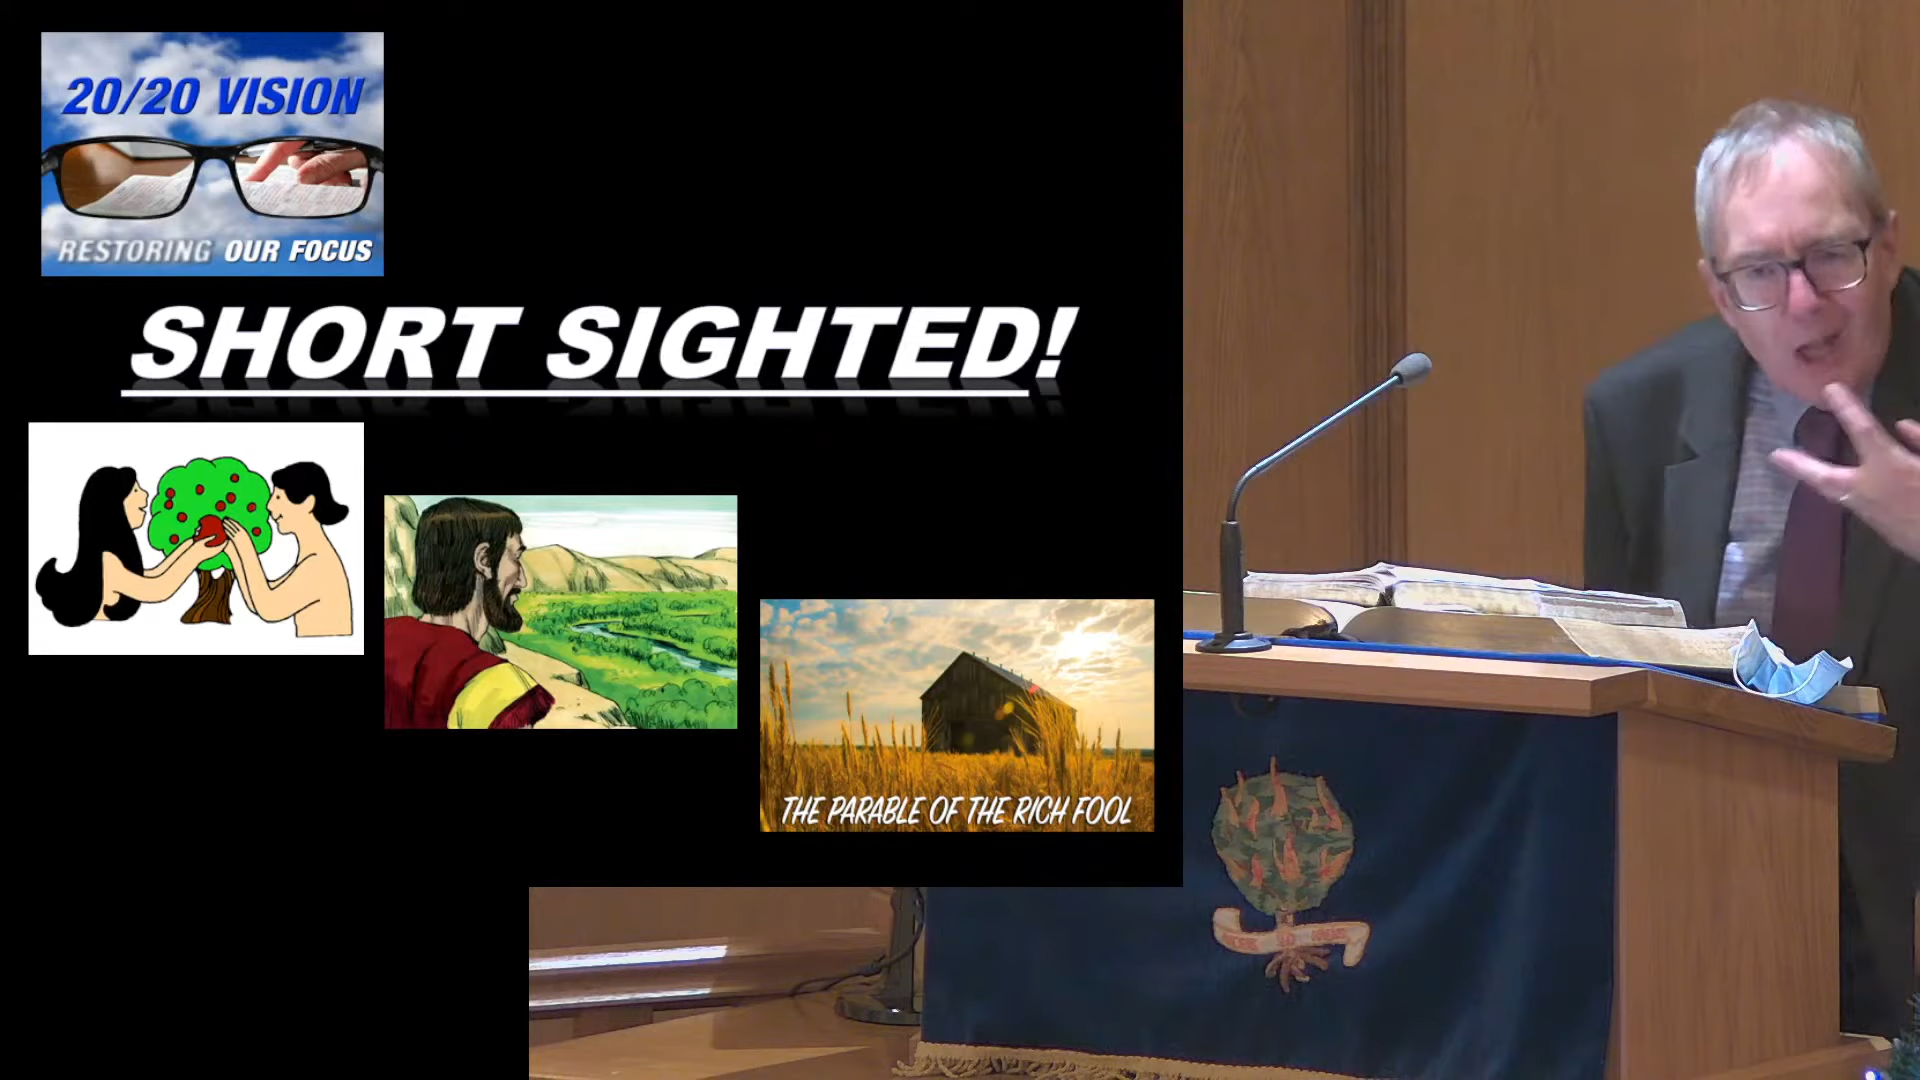 20/20 VISION
RESTORING OUR FOCUS
SHORT SIGHTED!
THE PARABLE OF THE RICH FOOL